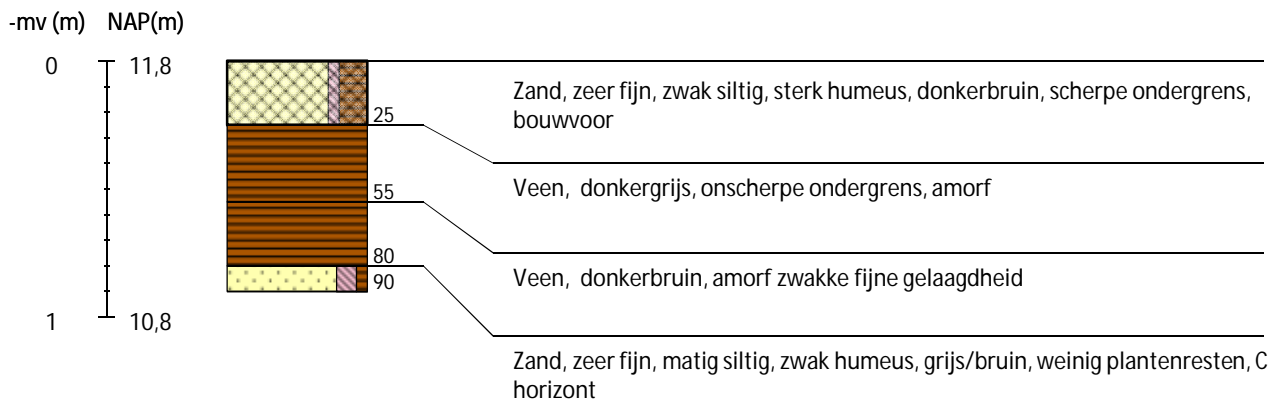 -mv (m) NAP(m)
0 11,8
Zand, zeer fijn, zwak siltig, sterk humeus, donkerbruin, scherpe ondergrens,
bouwvoor
25
Veen, donkergrijs, onscherpe ondergrens, amorf
55
Veen, donkerbruin, amorf zwakke fijne gelaagdheid
80
90
1 10,8
Zand, zeer fijn, matig siltig, zwak humeus, grijs/bruin, weinig plantenresten, C
horizont